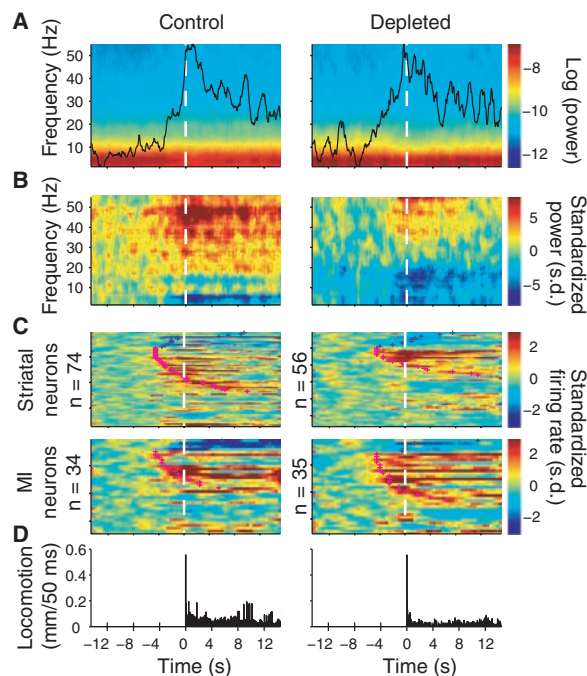 Control Depleted
A
Frequency (Hz)
50
40
30
20
10
Log (power)
−8
−10
−12
B
Frequency (Hz)
50
40
30
20
10
Standardized power (s.d.)
5
0
−5
C
Striatal neurons
n = 74
n = 56
2
0
−2
Standardized firing rate (s.d.)
MI neurons
n = 34
n = 35
2
0
−2
D
Locomotion (mm/50 ms)
0.6
0.4
0.2
0
−12 −8 −4 0 4 8 12
−12 −8 −4 0 4 8 12
Time (s) Time (s)